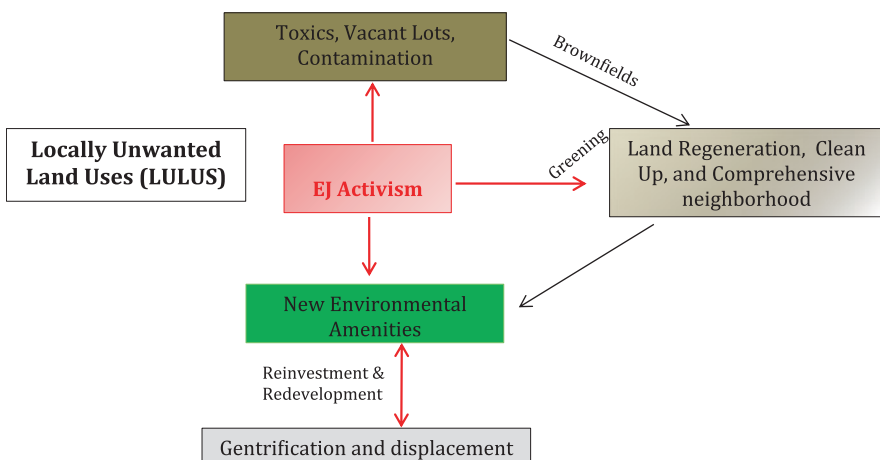 Toxics, Vacant Lots,
Contamination
Brownfields
Locally Unwanted
Land Uses (LULUS)
EJ Activism
Greening
Land Regeneration, Clean
Up, and Comprehensive
neighborhood
New Environmental
Amenities
Reinvestment &
Redevelopment
Gentrification and displacement